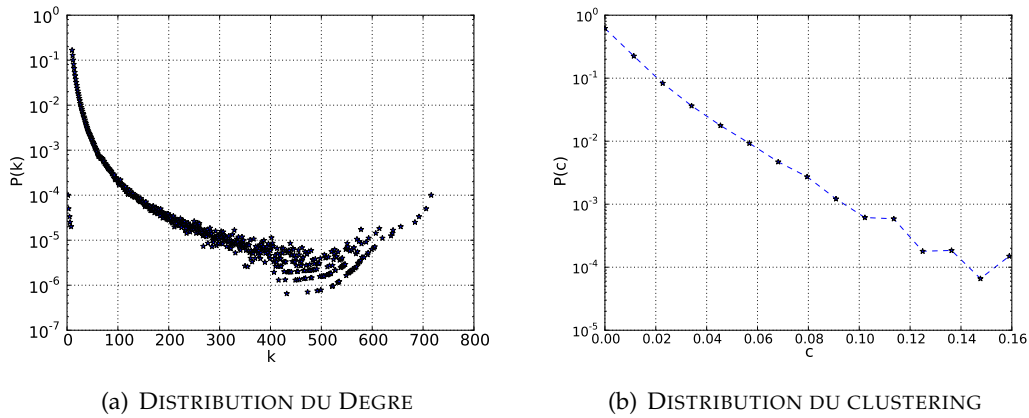 10^0
10^-1
10^-2
10^-3
10^-4
10^-5
10^-6
10^-7
P(k)
0 100 200 300 400 500 600 700 800
k
(a) DISTRIBUTION DU DEGRE
10^0
10^-1
10^-2
10^-3
10^-4
10^-5
P(c)
0.00 0.02 0.04 0.06 0.08 0.10 0.12 0.14 0.16
c
(b) DISTRIBUTION DU CLUSTERING